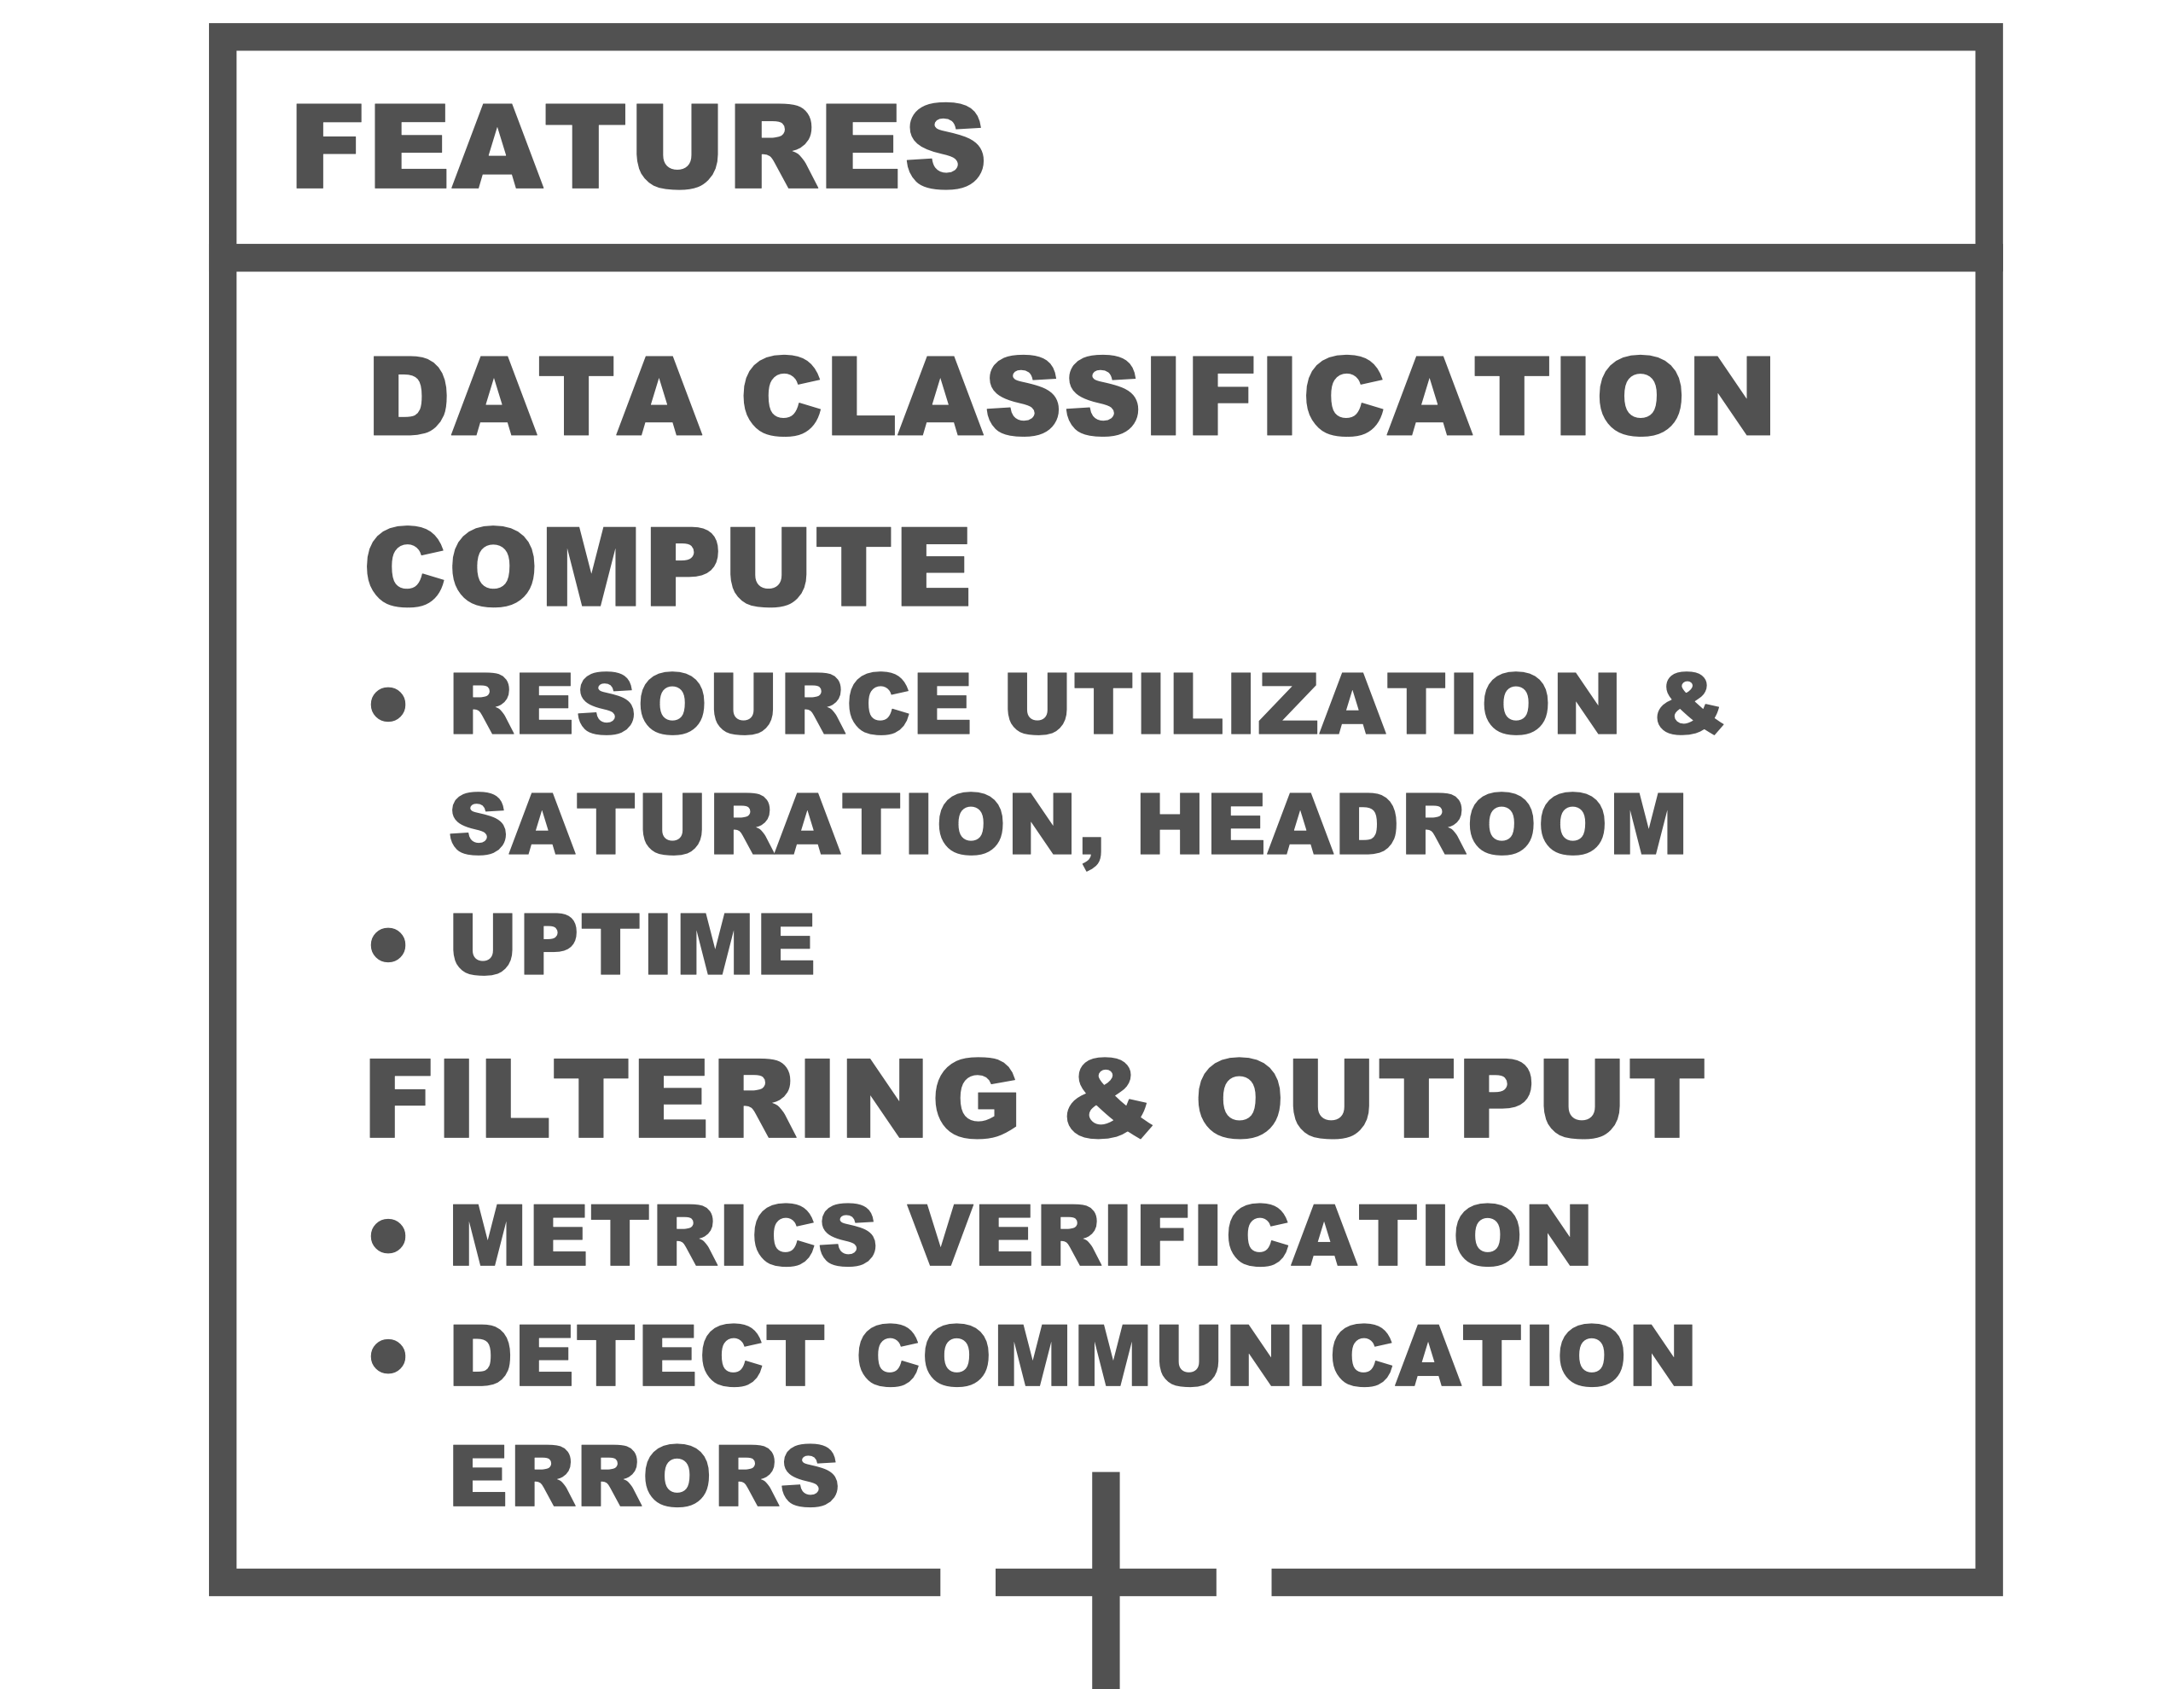 FEATURES
DATA CLASSIFICATION
COMPUTE
• RESOURCE UTILIZATION &
SATURATION, HEADROOM
• UPTIME
FILTERING & OUTPUT
• METRICS VERIFICATION
• DETECT COMMUNICATION
ERRORS